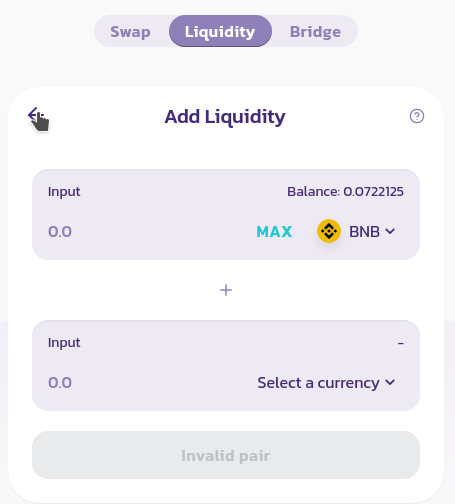 Swap Liquidity Bridge
Add Liquidity
Input Balance: 0.0722125
0.0 MAX BNB
+
Input -
0.0 Select a currency
Invalid pair